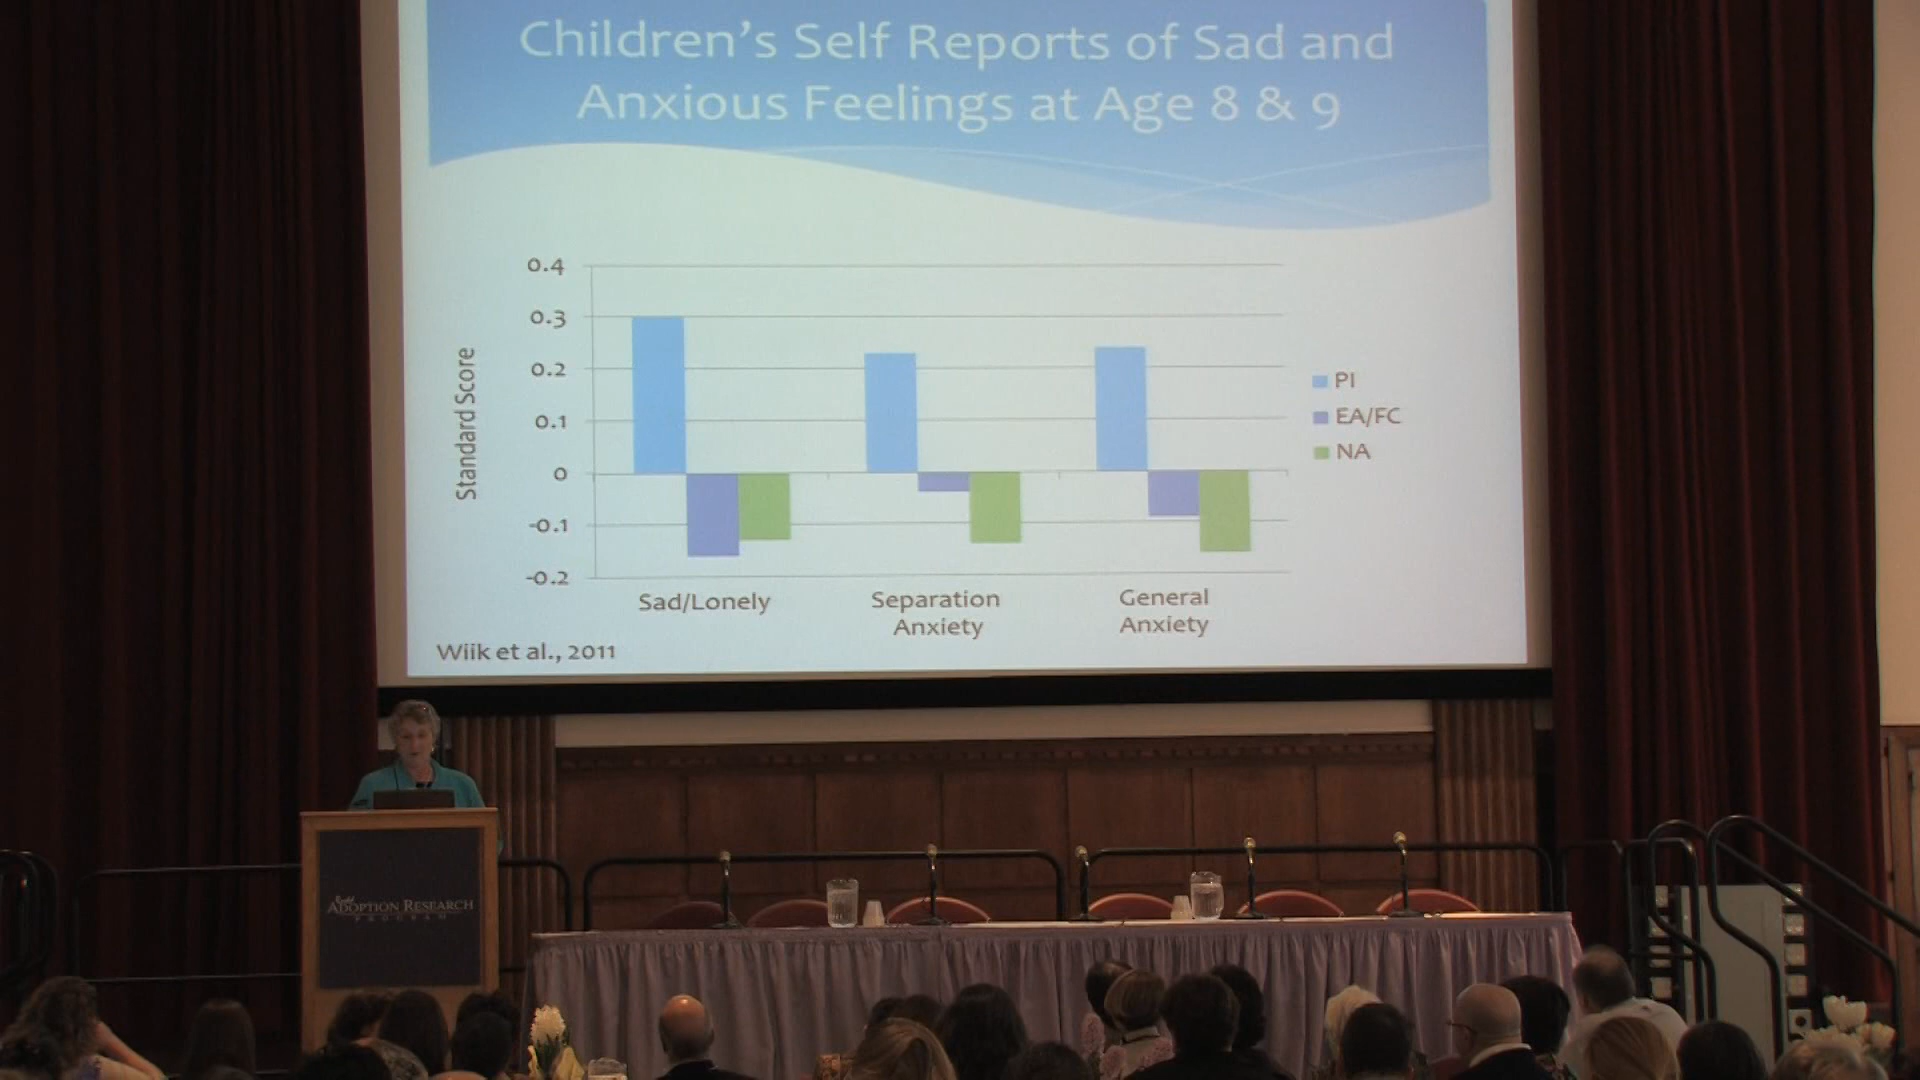 Children's Self Reports of Sad and
Anxious Feelings at Age 8 & 9
0.4
0.3
0.2
0.1
0
-0.1
-0.2
Standard Score
Sad/Lonely
Separation
Anxiety
General
Anxiety
PI
EA/FC
NA
Wiik et al., 2011
Rudd
ADOPTION RESEARCH
PROGRAM